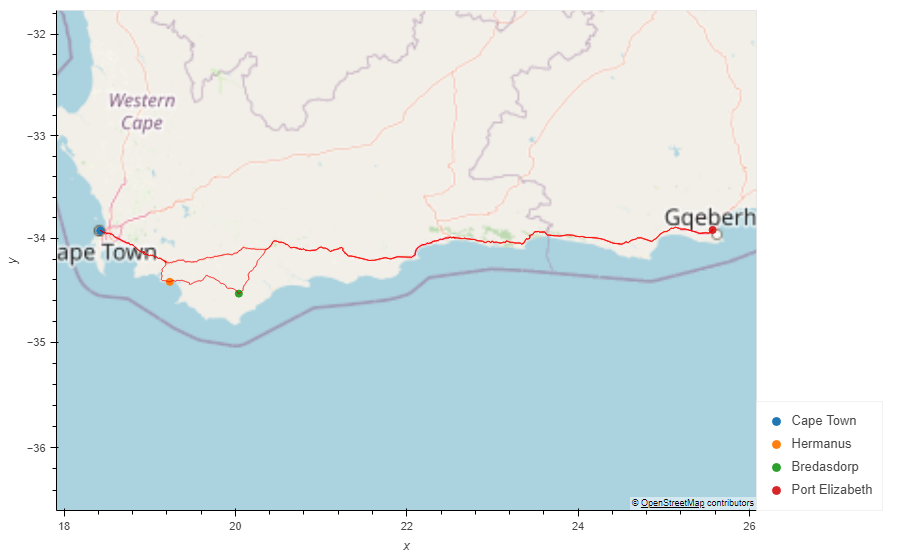 −32
−33
−34
−35
−36
y
Western
Cape
Gqeberh
ape Town
© OpenStreetMap contributors
18
20
22
24
26
x
Cape Town
Hermanus
Bredasdorp
Port Elizabeth